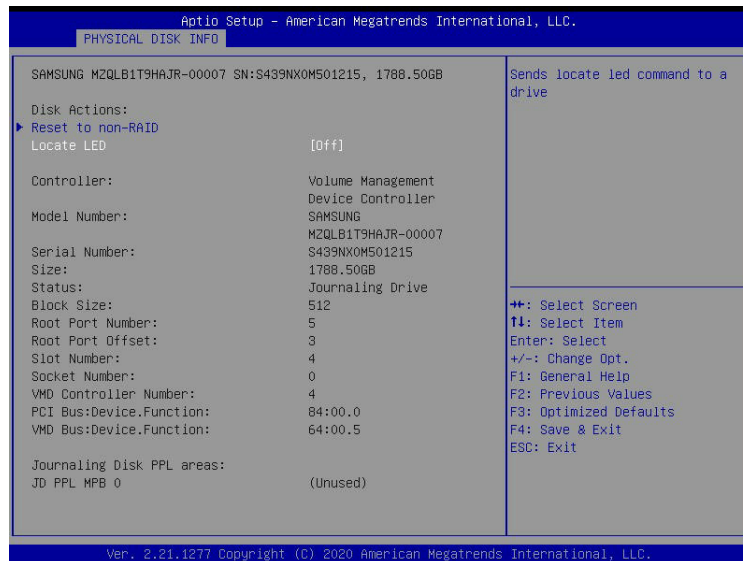 Aptio Setup – American Megatrends International, LLC.
PHYSICAL DISK INFO
SAMSUNG MZQLB1T9HAJR-00007 SN:S439NX0M501215, 1788.50GB
Disk Actions:
Reset to non-RAID
Locate LED [Off]
Controller: Volume Management
Device Controller
Model Number: SAMSUNG
MZQLB1T9HAJR-00007
Serial Number: S439NX0M501215
Size: 1788.50GB
Status: Journaling Drive
Block Size: 512
Root Port Number: 5
Root Port Offset: 3
Slot Number: 4
Socket Number: 0
VMD Controller Number: 4
PCI Bus:Device.Function: 84:00.0
VMD Bus:Device.Function: 64:00.5
Journaling Disk PPL areas:
JD PPL MPB 0 (Unused)
Sends locate led command to a
drive
→←: Select Screen
↑↓: Select Item
Enter: Select
+/-: Change Opt.
F1: General Help
F2: Previous Values
F3: Optimized Defaults
F4: Save & Exit
ESC: Exit
Ver. 2.21.1277 Copyright (C) 2020 American Megatrends International, LLC.